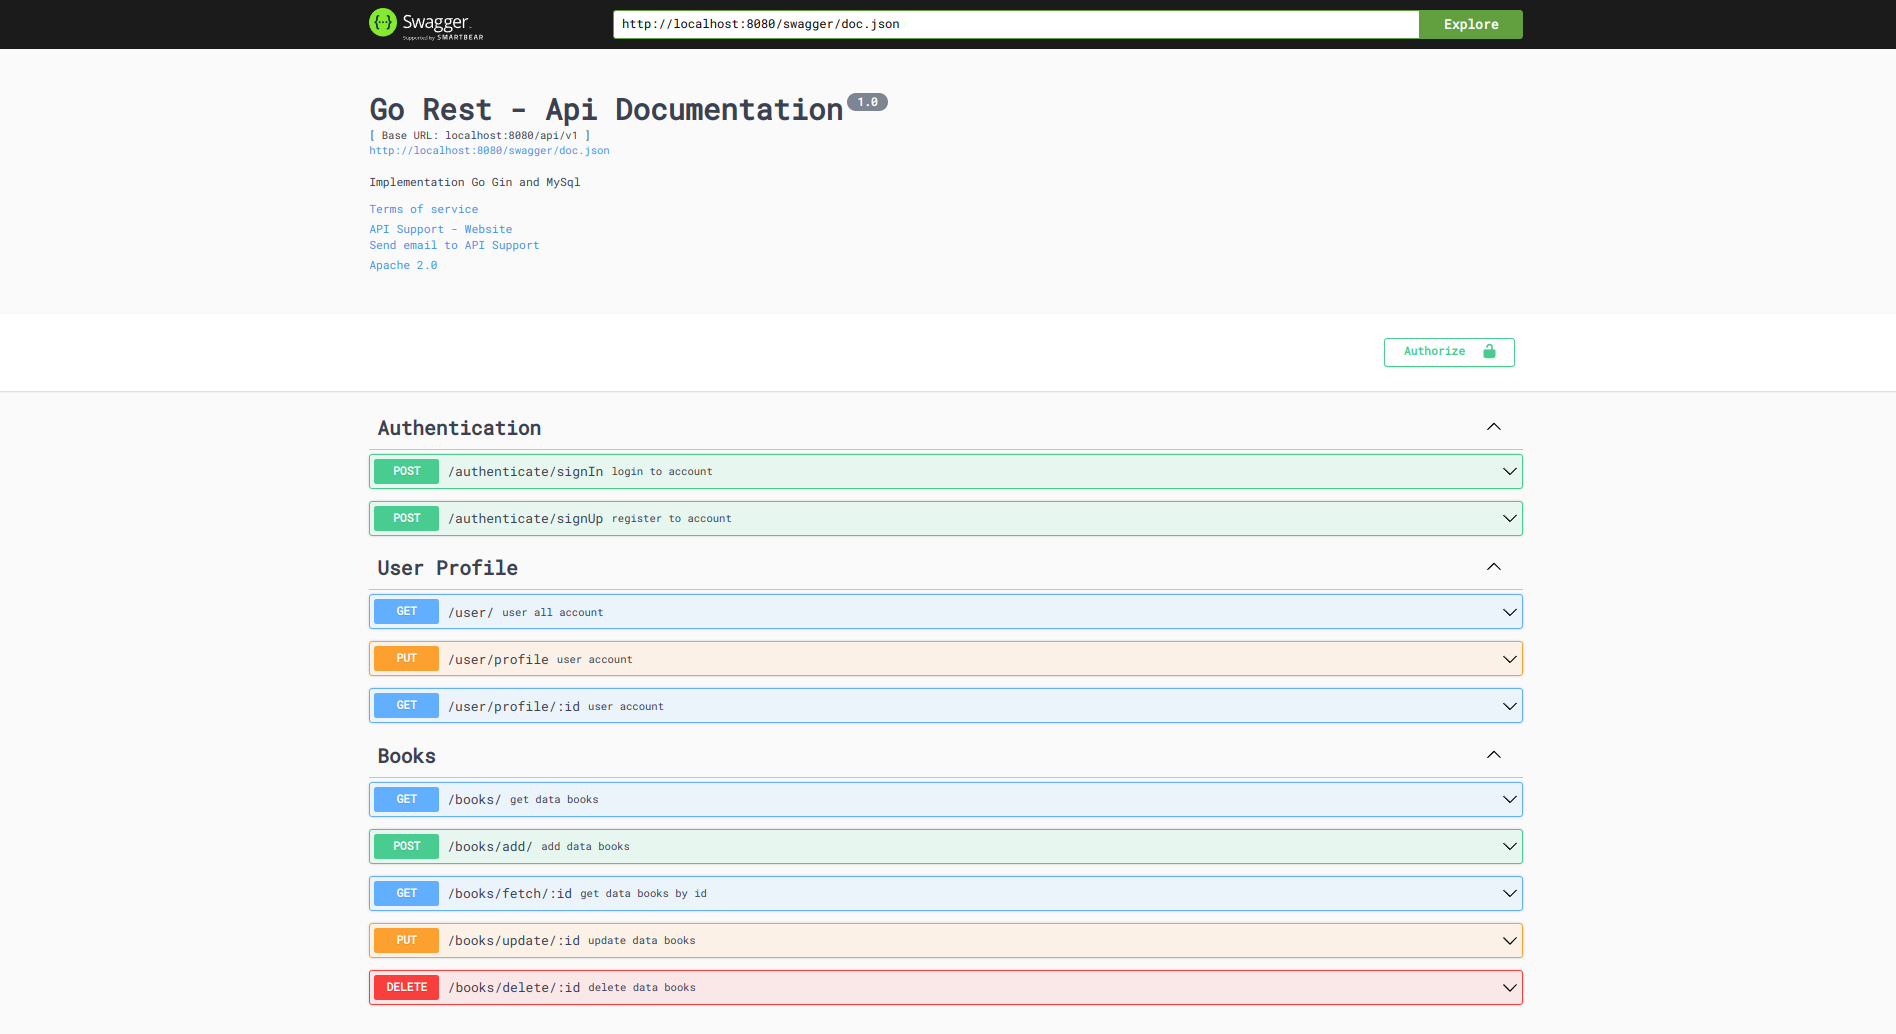 Swagger
Supported by SMARTBEAR
http://localhost:8080/swagger/doc.json
Explore
Go Rest - Api Documentation 1.0
[ Base URL: localhost:8080/api/v1 ]
http://localhost:8080/swagger/doc.json
Implementation Go Gin and MySql
Terms of service
API Support - Website
Send email to API Support
Apache 2.0
Authorize
Authentication
POST /authenticate/signIn login to account
POST /authenticate/signUp register to account
User Profile
GET /user/ user all account
PUT /user/profile user account
GET /user/profile/:id user account
Books
GET /books/ get data books
POST /books/add/ add data books
GET /books/fetch/:id get data books by id
PUT /books/update/:id update data books
DELETE /books/delete/:id delete data books